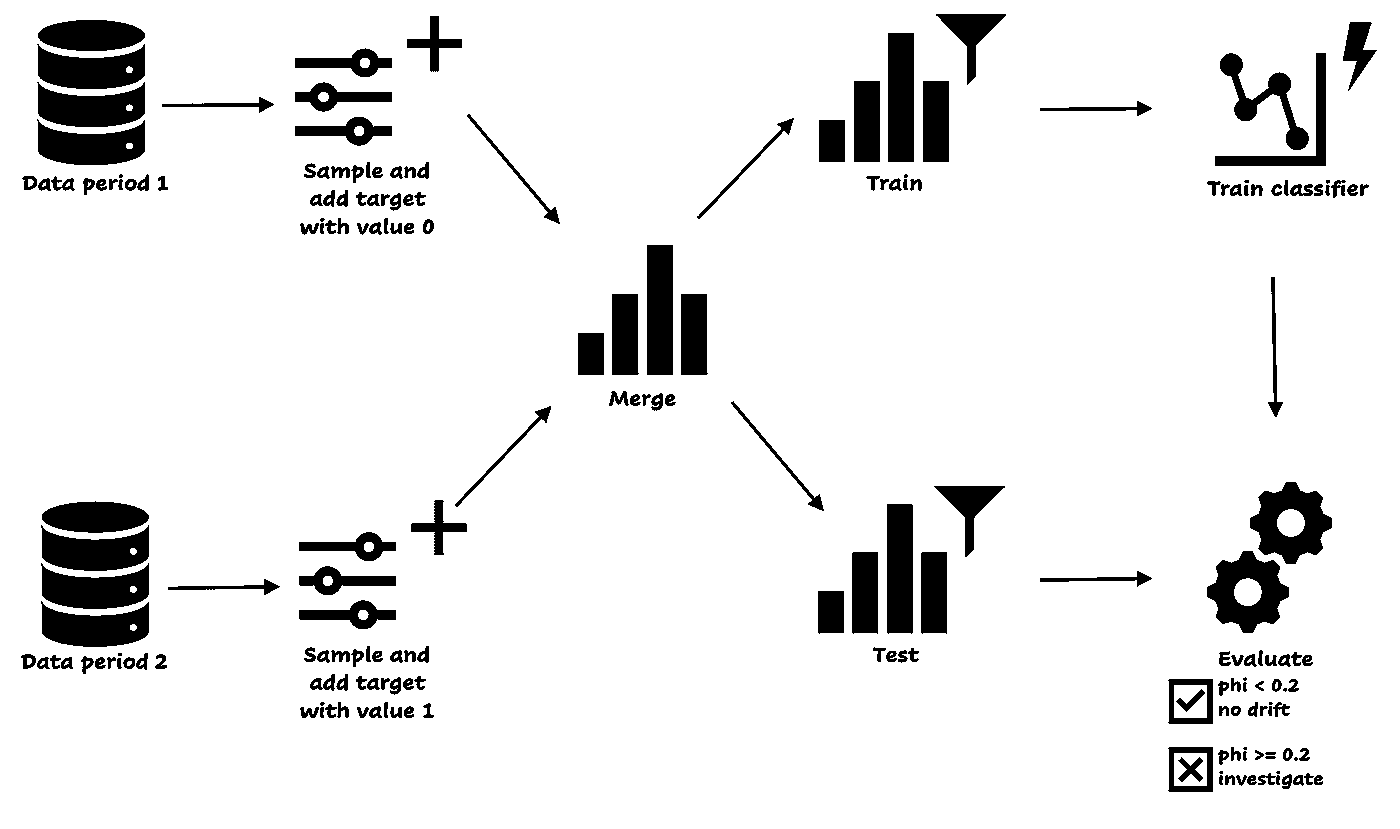 Data period 1
Sample and
add target
with value 0
Merge
Train
Train classifier
Data period 2
Sample and
add target
with value 1
Test
Evaluate
phi < 0.2
no drift
phi >= 0.2
investigate